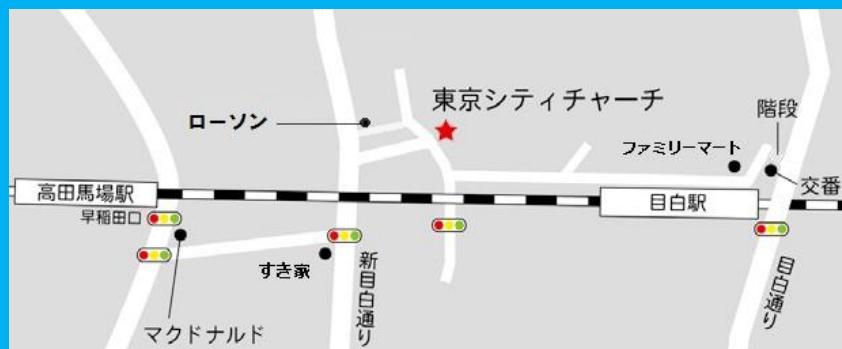 東京シティチャーチ
ローソン
階段
ファミリーマート
交番
高田馬場駅
目白駅
早稲田口
すき家
新目白通り
目白通り
マクドナルド